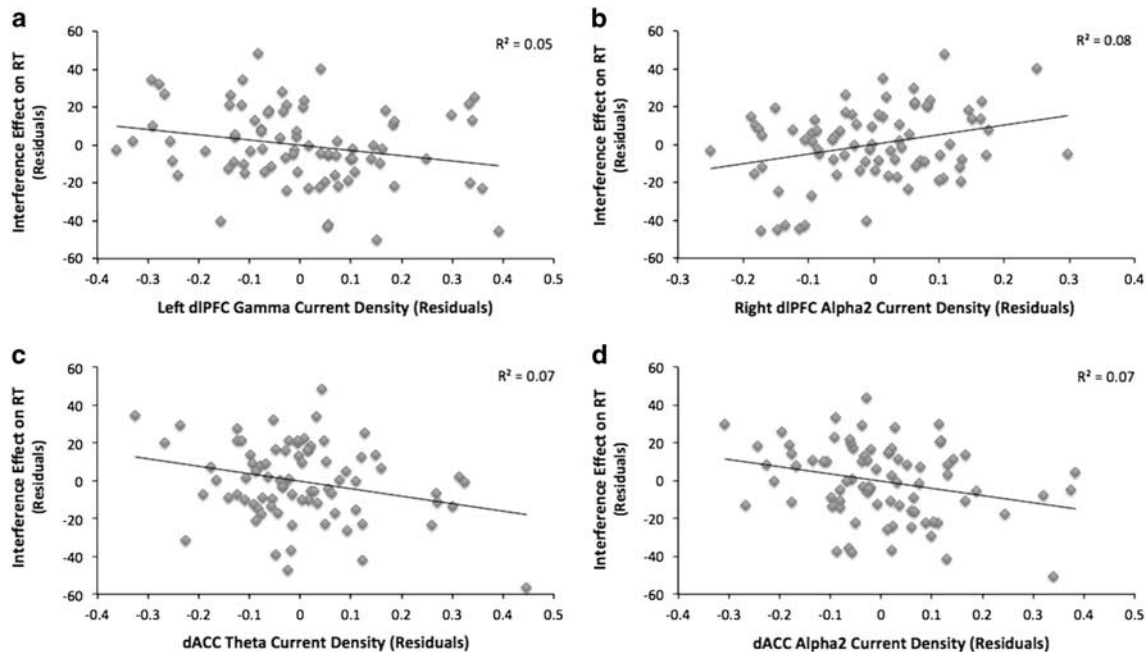 a
Interference Effect on RT
(Residuals)
R² = 0.05
60
40
20
0
-20
-40
-60
-0.4 -0.3 -0.2 -0.1 0 0.1 0.2 0.3 0.4 0.5
Left dlPFC Gamma Current Density (Residuals)
b
Interference Effect on RT
(Residuals)
R² = 0.08
60
40
20
0
-20
-40
-60
-0.3 -0.2 -0.1 0 0.1 0.2 0.3 0.4
Right dlPFC Alpha2 Current Density (Residuals)
c
Interference Effect on RT
(Residuals)
R² = 0.07
60
40
20
0
-20
-40
-60
-0.4 -0.3 -0.2 -0.1 0 0.1 0.2 0.3 0.4 0.5
dACC Theta Current Density (Residuals)
d
Interference Effect on RT
(Residuals)
R² = 0.07
60
40
20
0
-20
-40
-60
-0.4 -0.3 -0.2 -0.1 0 0.1 0.2 0.3 0.4 0.5
dACC Alpha2 Current Density (Residuals)